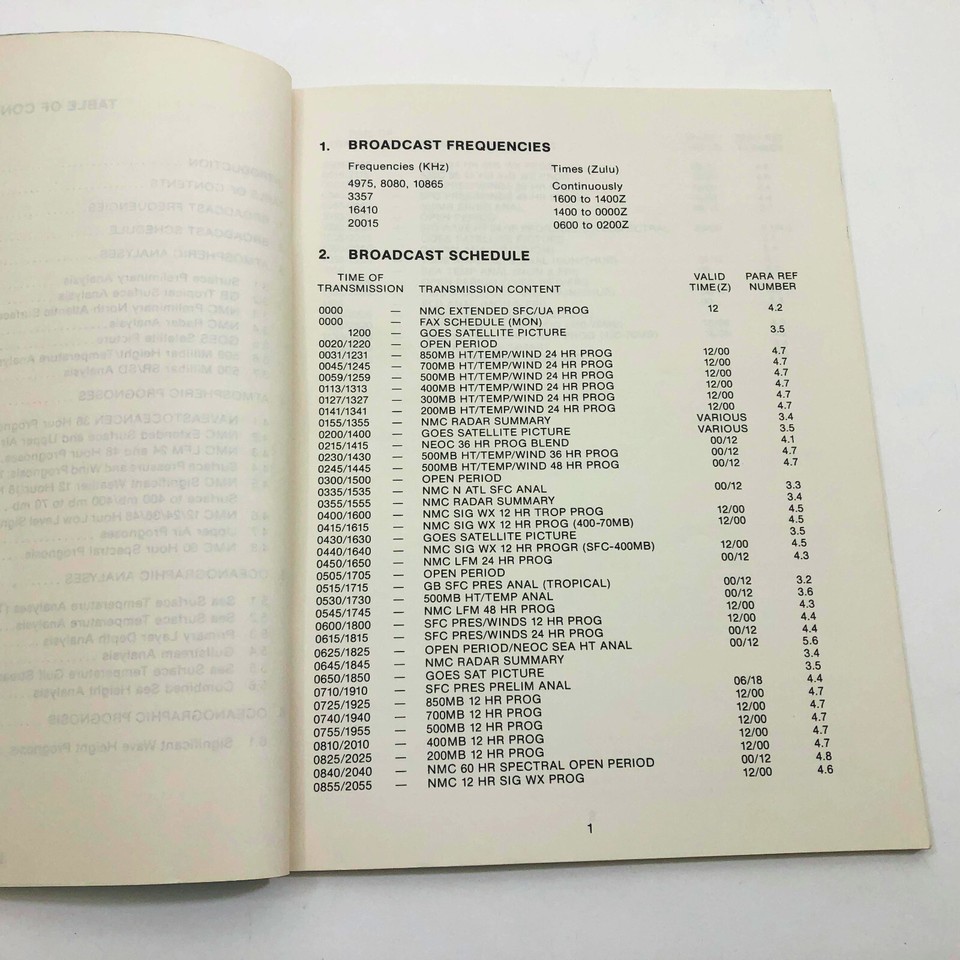 1. BROADCAST FREQUENCIES
Frequencies (KHz) Times (Zulu)
4975, 8080, 10865 Continuously
3357 1600 to 1400Z
16410 1400 to 0000Z
20015 0600 to 0200Z
2. BROADCAST SCHEDULE
TIME OF VALID PARA REF
TRANSMISSION TRANSMISSION CONTENT TIME(Z) NUMBER
0000 — NMC EXTENDED SFC/UA PROG 12 4.2
0000 — FAX SCHEDULE (MON)
1200 — GOES SATELLITE PICTURE 3.5
0020/1220 — OPEN PERIOD
0031/1231 — 850MB HT/TEMP/WIND 24 HR PROG 12/00 4.7
0045/1245 — 700MB HT/TEMP/WIND 24 HR PROG 12/00 4.7
0059/1259 — 500MB HT/TEMP/WIND 24 HR PROG 12/00 4.7
0113/1313 — 400MB HT/TEMP/WIND 24 HR PROG 12/00 4.7
0127/1327 — 300MB HT/TEMP/WIND 24 HR PROG 12/00 4.7
0141/1341 — 200MB HT/TEMP/WIND 24 HR PROG 12/00 4.7
0155/1355 — NMC RADAR SUMMARY VARIOUS 3.4
0200/1400 — GOES SATELLITE PICTURE VARIOUS 3.5
0215/1415 — NEOC 36 HR PROG BLEND 00/12 4.1
0230/1430 — 500MB HT/TEMP/WIND 36 HR PROG 00/12 4.7
0245/1445 — 500MB HT/TEMP/WIND 48 HR PROG 00/12 4.7
0300/1500 — OPEN PERIOD
0335/1535 — NMC N ATL SFC ANAL 00/12 3.3
0355/1555 — NMC RADAR SUMMARY 3.4
0400/1600 — NMC SIG WX 12 HR TROP PROG 12/00 4.5
0415/1615 — NMC SIG WX 12 HR PROG (400-70MB) 12/00 4.5
0430/1630 — GOES SATELLITE PICTURE 3.5
0440/1640 — NMC SIG WX 12 HR PROGR (SFC-400MB) 12/00 4.5
0450/1650 — NMC LFM 24 HR PROG 00/12 4.3
0505/1705 — OPEN PERIOD
0515/1715 — GB SFC PRES ANAL (TROPICAL) 00/12 3.2
0530/1730 — 500MB HT/TEMP ANAL 00/12 3.6
0545/1745 — NMC LFM 48 HR PROG 12/00 4.3
0600/1800 — SFC PRES/WINDS 12 HR PROG 12/00 4.4
0615/1815 — SFC PRES/WINDS 24 HR PROG 00/12 4.4
0625/1825 — OPEN PERIOD/NEOC SEA HT ANAL 00/12 5.6
0645/1845 — NMC RADAR SUMMARY 3.4
0650/1850 — GOES SAT PICTURE 3.5
0710/1910 — SFC PRES PRELIM ANAL 06/18 4.4
0725/1925 — 850MB 12 HR PROG 12/00 4.7
0740/1940 — 700MB 12 HR PROG 12/00 4.7
0755/1955 — 500MB 12 HR PROG 12/00 4.7
0810/2010 — 400MB 12 HR PROG 12/00 4.7
0825/2025 — 200MB 12 HR PROG 12/00 4.7
0840/2040 — NMC 60 HR SPECTRAL OPEN PERIOD 00/12 4.8
0855/2055 — NMC 12 HR SIG WX PROG 12/00 4.6
1